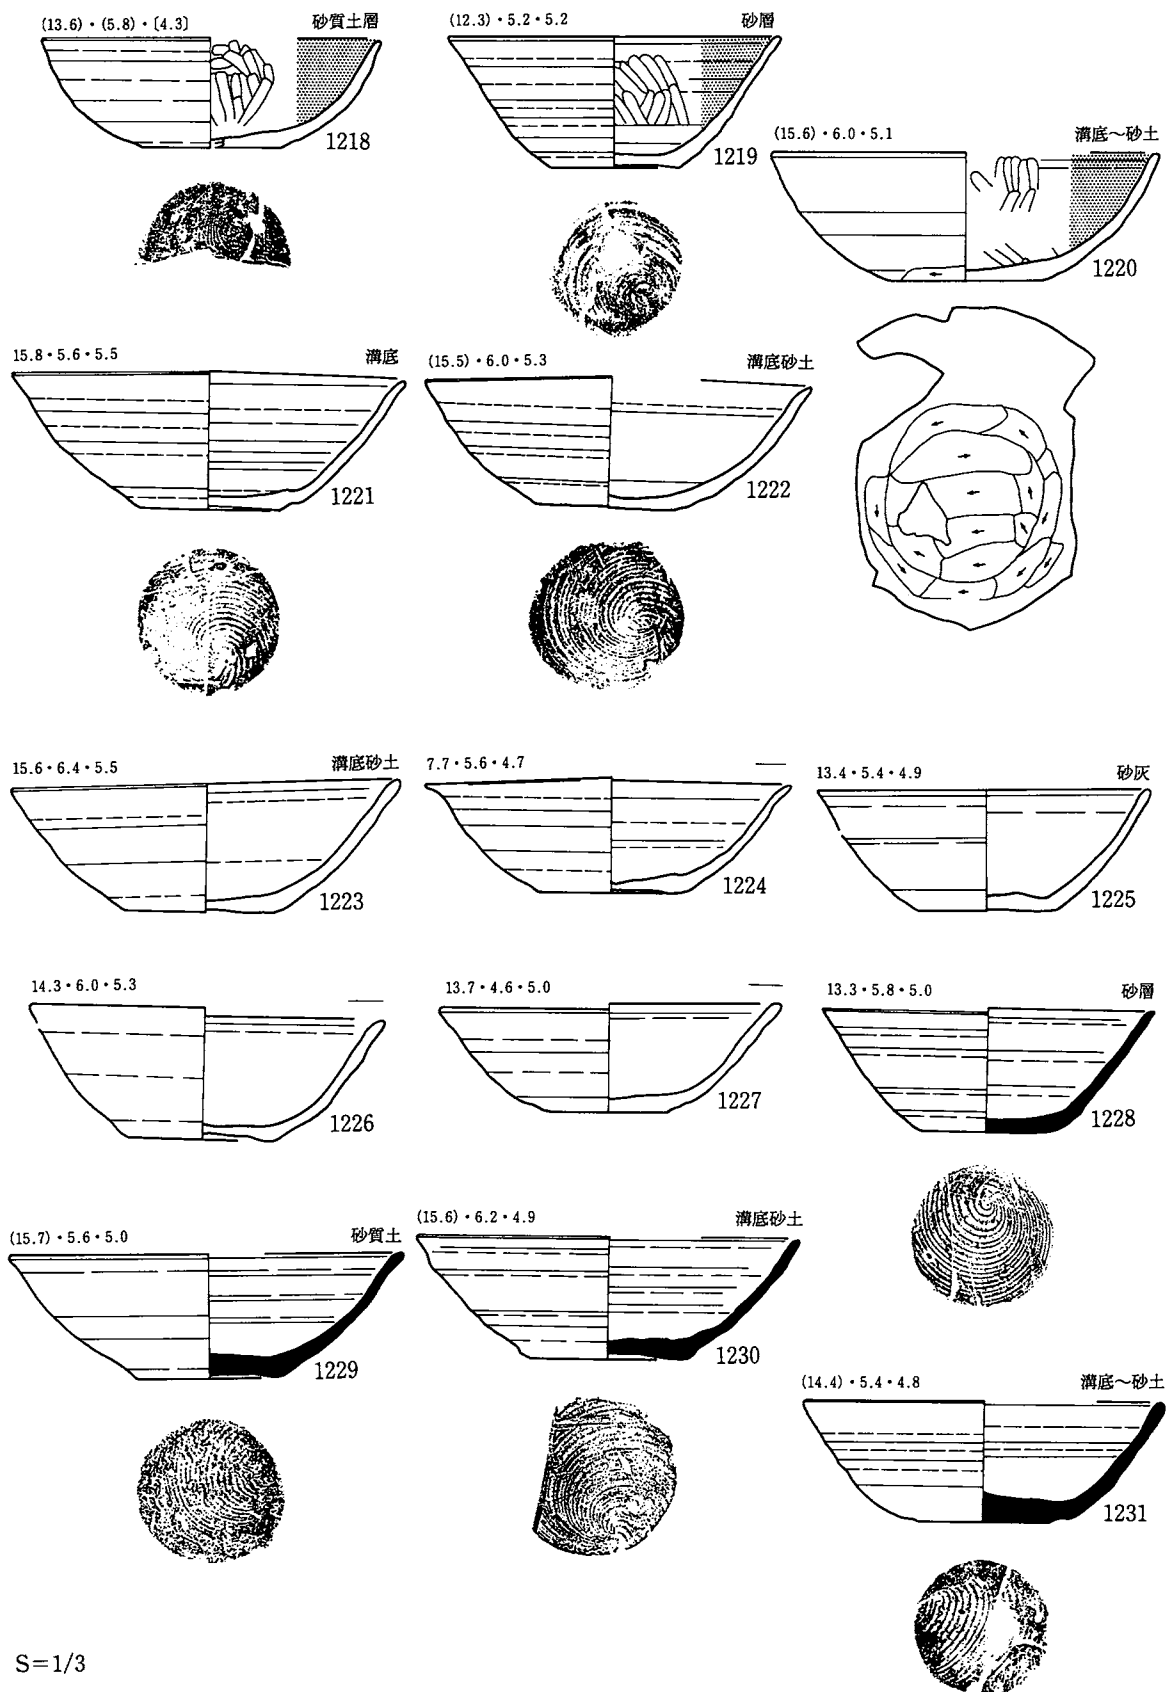 (13.6)・(5.8)・[4.3] 砂質土層
1218
(12.3)・5.2・5.2 砂層
1219
(15.6)・6.0・5.1 溝底～砂土
1220
15.8・5.6・5.5 溝底
1221
(15.5)・6.0・5.3 溝底砂土
1222
15.6・6.4・5.5 溝底砂土
1223
7.7・5.6・4.7
1224
13.4・5.4・4.9 砂灰
1225
14.3・6.0・5.3
1226
13.7・4.6・5.0
1227
13.3・5.8・5.0 砂層
1228
(15.7)・5.6・5.0 砂質土
1229
(15.6)・6.2・4.9 溝底砂土
1230
(14.4)・5.4・4.8 溝底～砂土
1231
S=1/3